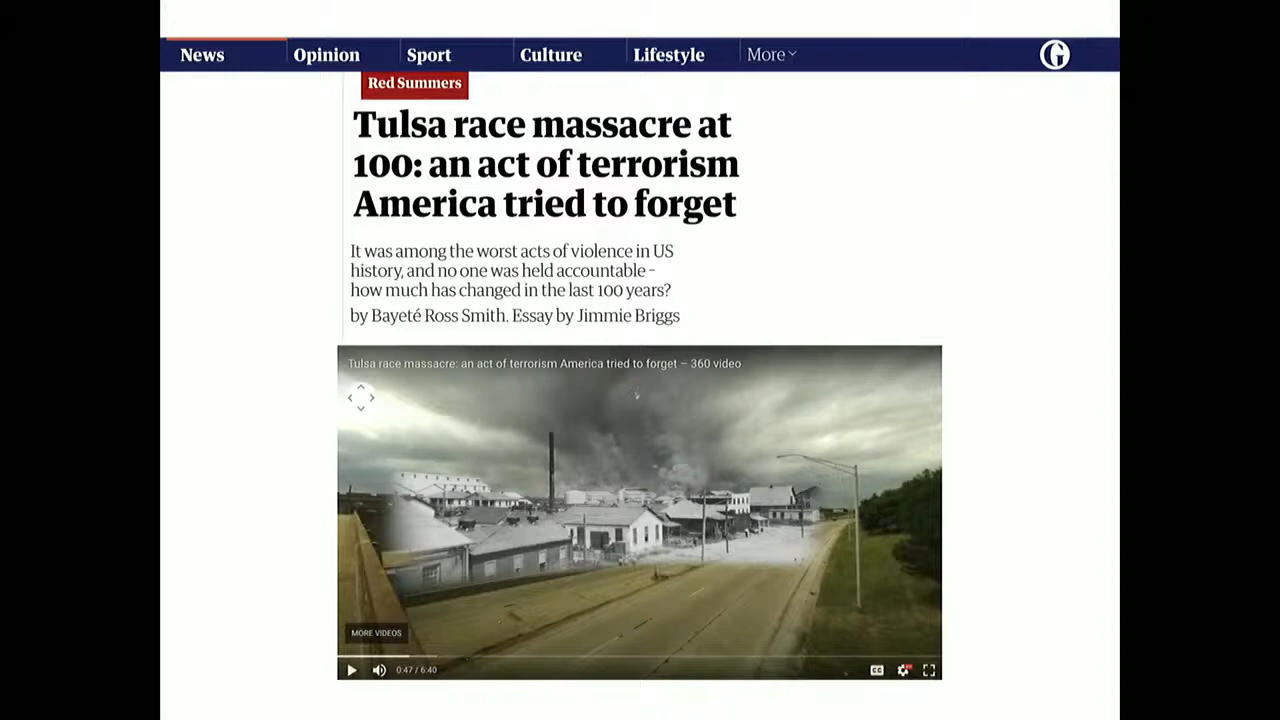 News Opinion Sport Culture Lifestyle More
Red Summers
Tulsa race massacre at
100: an act of terrorism
America tried to forget
It was among the worst acts of violence in US
history, and no one was held accountable –
how much has changed in the last 100 years?
by Bayeté Ross Smith. Essay by Jimmie Briggs
Tulsa race massacre: an act of terrorism America tried to forget – 360 video
MORE VIDEOS
0:47 / 6:40
CC